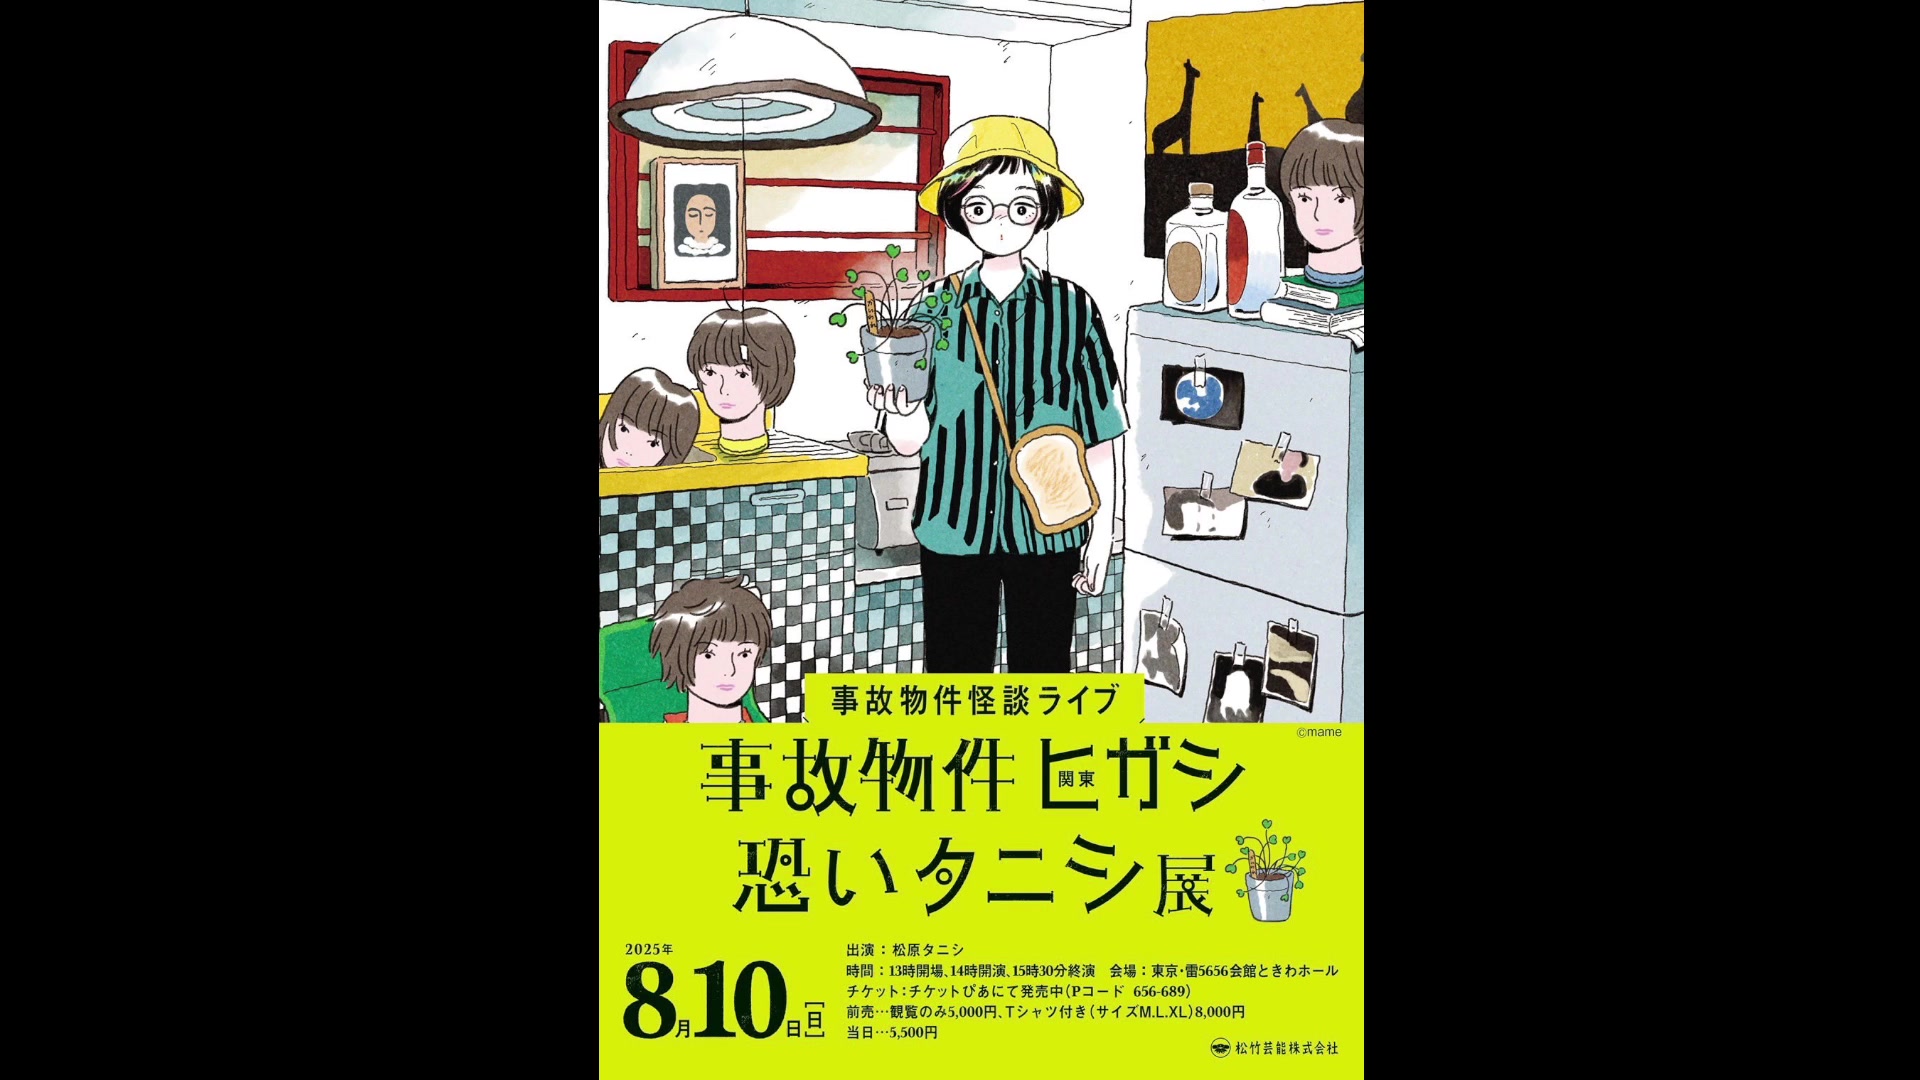 事故物件怪談ライブ
©mame
事故物件 ヒガシ
関東
恐いタニシ展
2025年
8月10日[日]
出演：松原タニシ
時間：13時開場、14時開演、15時30分終演　会場：東京・雷5656会館ときわホール
チケット：チケットぴあにて発売中（Pコード 656-689）
前売…観覧のみ5,000円、Tシャツ付き（サイズM.L.XL）8,000円
当日…5,500円
松竹芸能株式会社